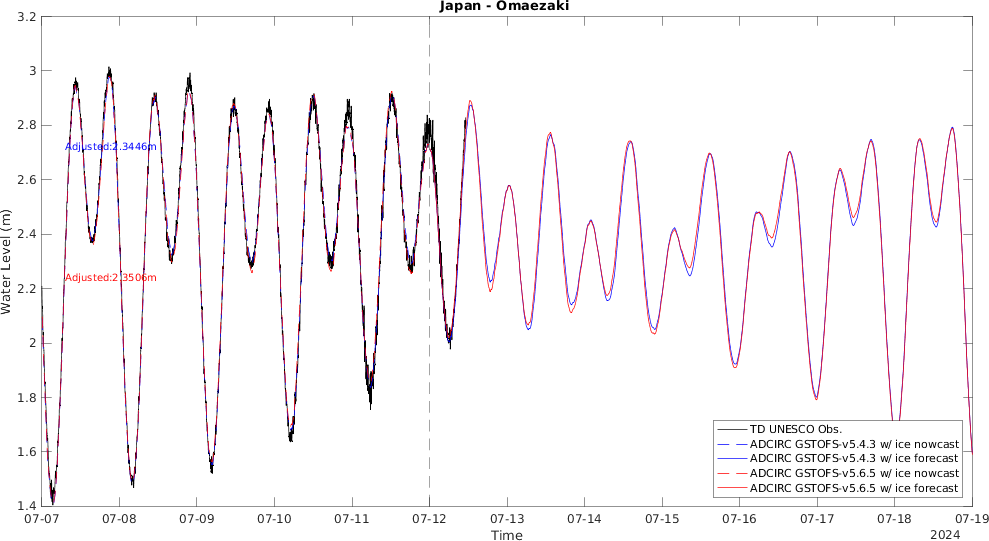 Japan - Omaezaki
3.2
3
2.8
2.6
2.4
2.2
2
1.8
1.6
1.4
Water Level (m)
Adjusted:2.3446m
Adjusted:2.3506m
TD UNESCO Obs.
ADCIRC GSTOFS-v5.4.3 w/ ice nowcast
ADCIRC GSTOFS-v5.4.3 w/ ice forecast
ADCIRC GSTOFS-v5.6.5 w/ ice nowcast
ADCIRC GSTOFS-v5.6.5 w/ ice forecast
07-07 07-08 07-09 07-10 07-11 07-12 07-13 07-14 07-15 07-16 07-17 07-18 07-19
Time
2024